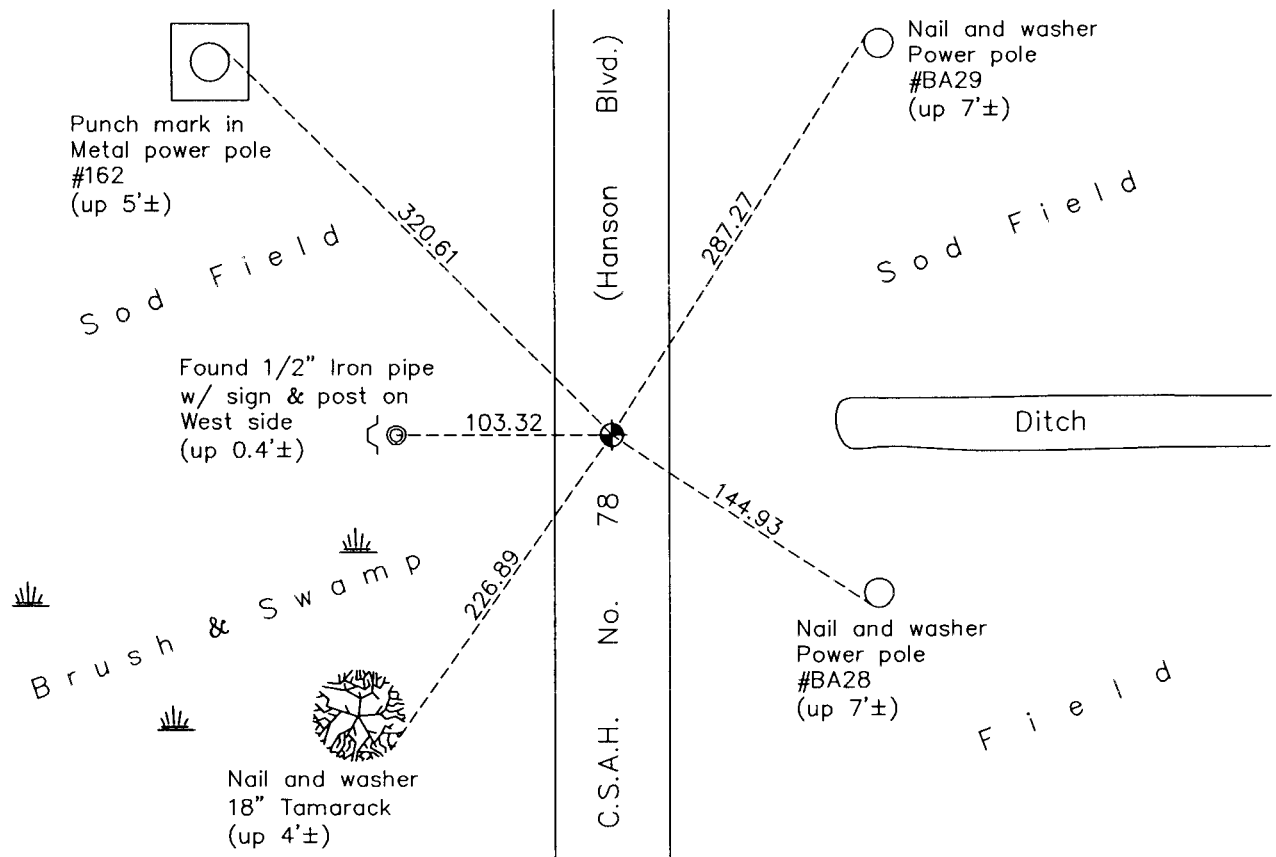 Nail and washer
Power pole
#BA29
(up 7'±)
Punch mark in
Metal power pole
#162
(up 5'±)
C.S.A.H. No. 78 (Hanson Blvd.)
320.61
287.27
Sod Field
Sod Field
Found 1/2" Iron pipe
w/ sign & post on
West side
(up 0.4'±)
103.32
Ditch
144.93
226.89
Brush & Swamp
Nail and washer
Power pole
#BA28
(up 7'±)
Field
Nail and washer
18" Tamarack
(up 4'±)